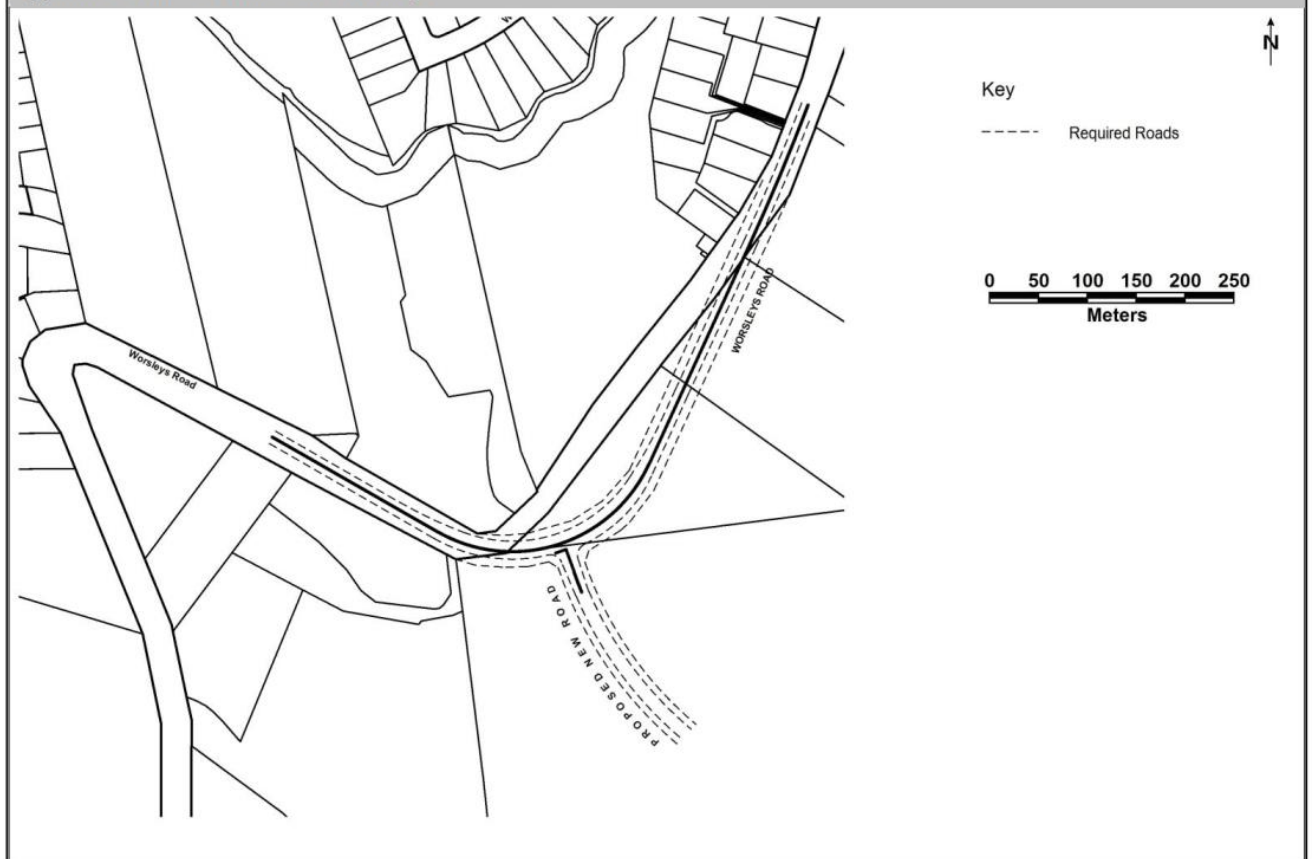 N
Key
Required Roads
0 50 100 150 200 250
Meters
WORSLEYS ROAD
Worsleys Road
PROPOSED NEW ROAD